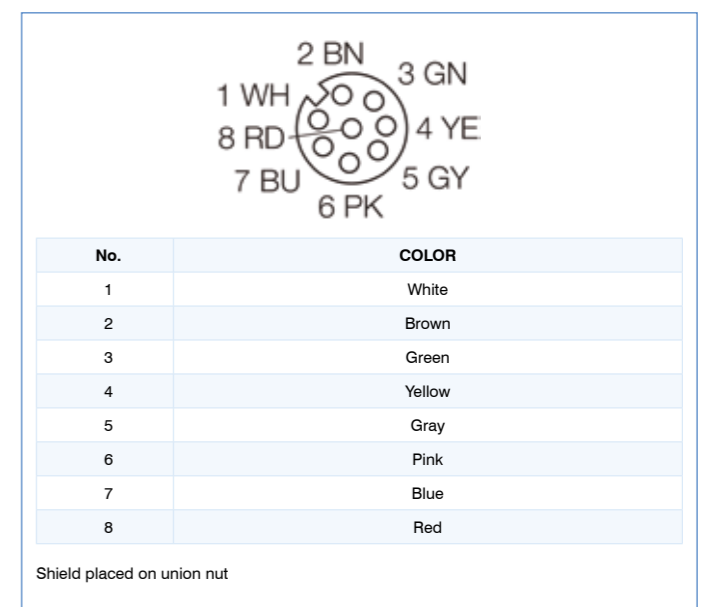 2 BN
3 GN
1 WH
8 RD
4 YE
7 BU
5 GY
6 PK
No. COLOR
1 White
2 Brown
3 Green
4 Yellow
5 Gray
6 Pink
7 Blue
8 Red
Shield placed on union nut